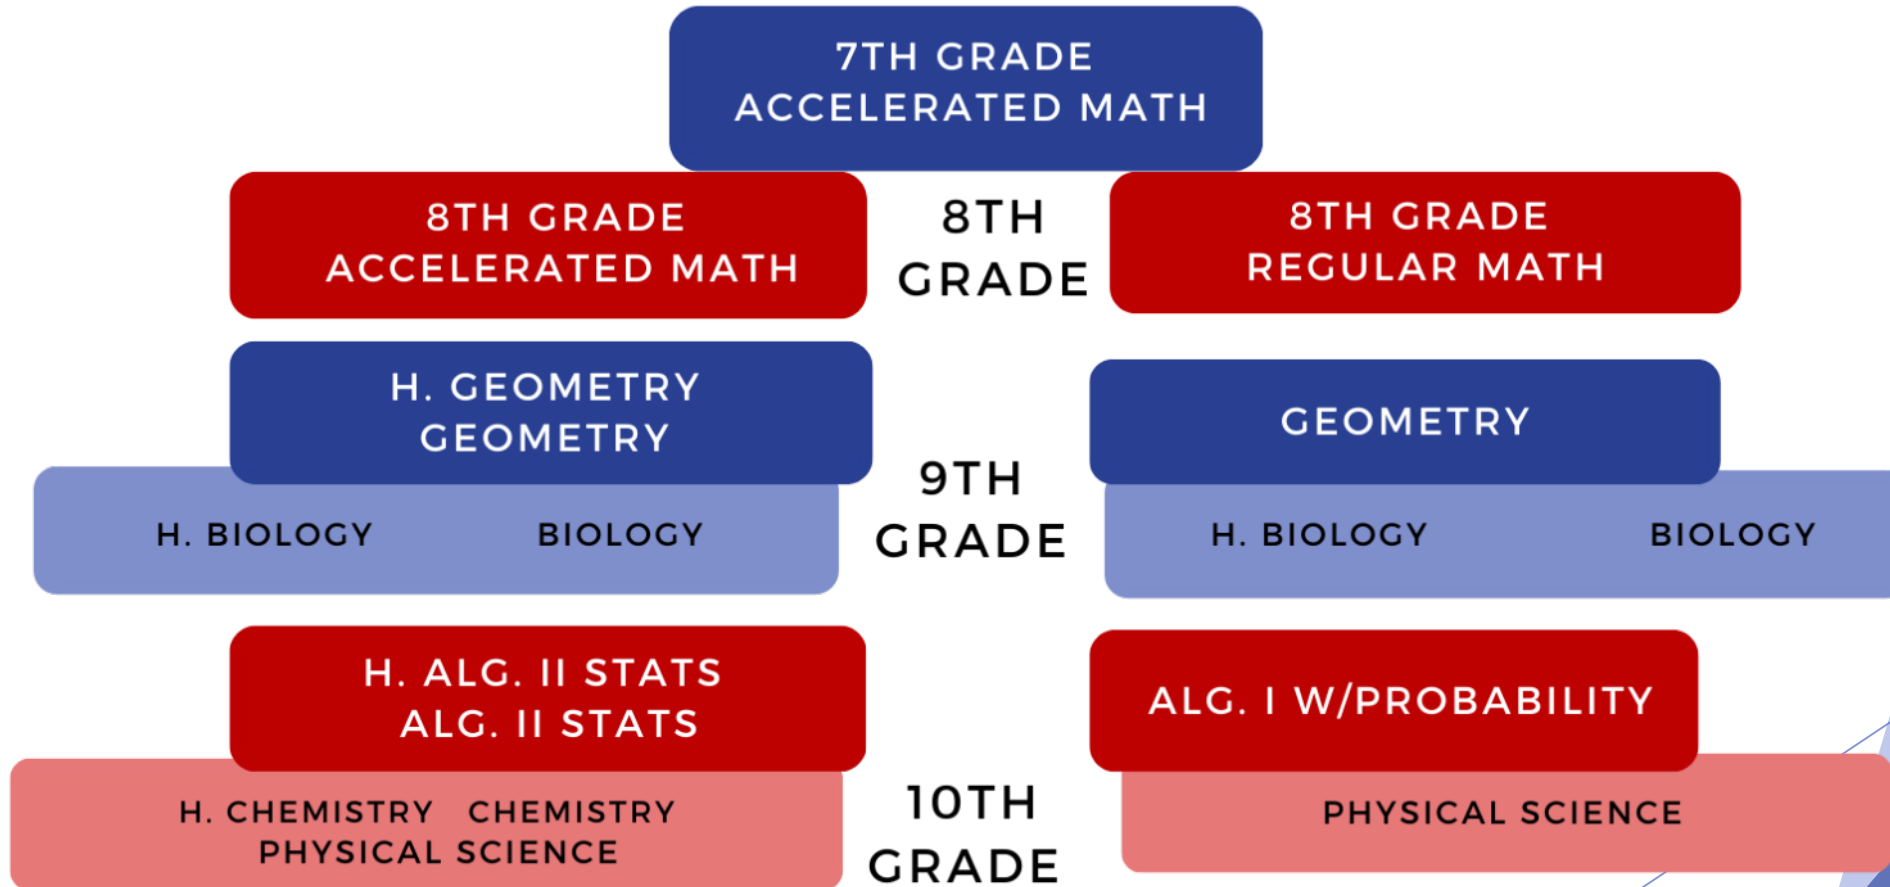 7TH GRADE
ACCELERATED MATH
8TH GRADE
ACCELERATED MATH
8TH
GRADE
8TH GRADE
REGULAR MATH
H. GEOMETRY
GEOMETRY
GEOMETRY
9TH
GRADE
H. BIOLOGY BIOLOGY
H. BIOLOGY BIOLOGY
H. ALG. II STATS
ALG. II STATS
ALG. I W/PROBABILITY
10TH
GRADE
H. CHEMISTRY CHEMISTRY
PHYSICAL SCIENCE
PHYSICAL SCIENCE